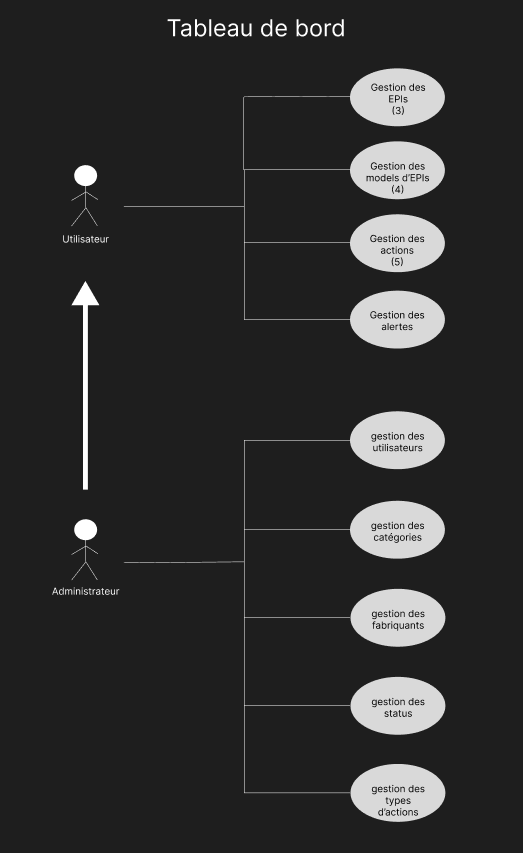 Tableau de bord
Gestion des
EPIs
(3)
Gestion des
models d'EPIs
(4)
Utilisateur
Gestion des
actions
(5)
Gestion des
alertes
gestion des
utilisateurs
gestion des
catégories
Administrateur
gestion des
fabriquants
gestion des
status
gestion des
types
d'actions